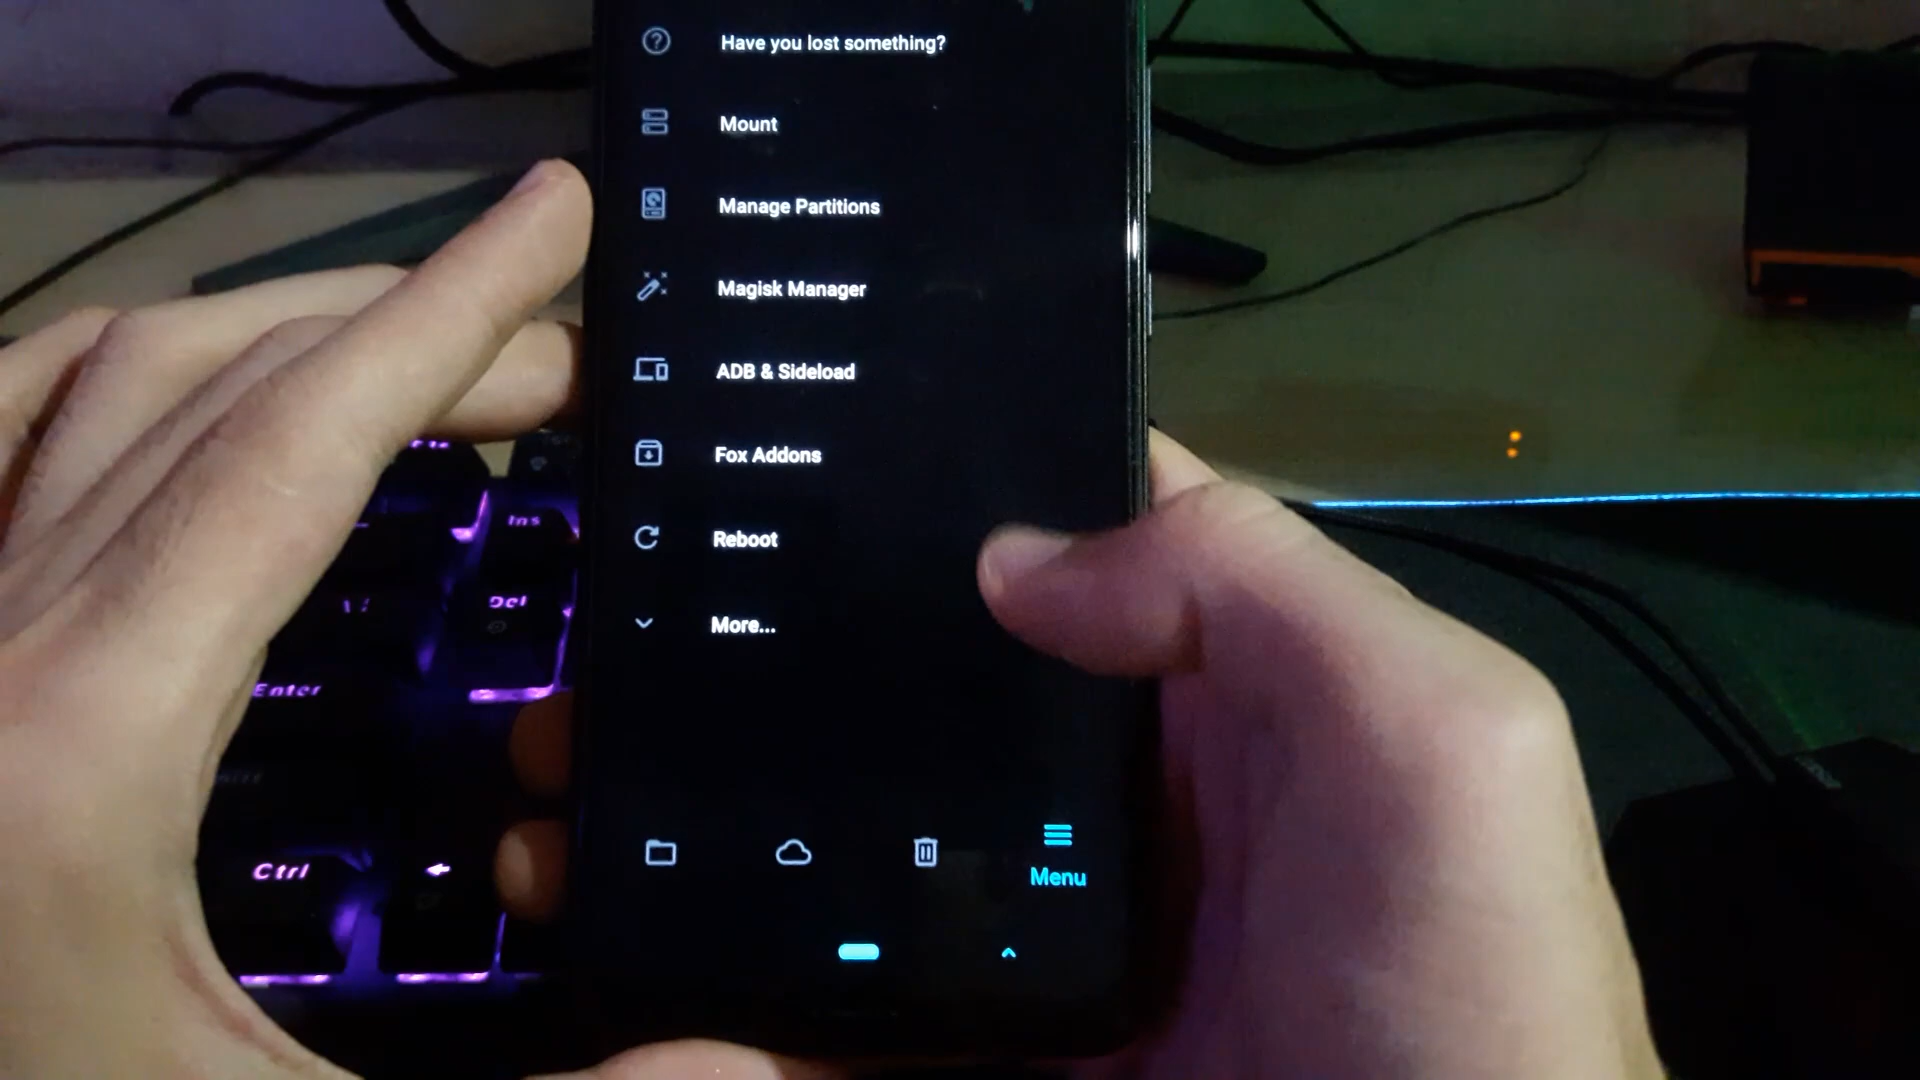 Have you lost something?
Mount
Manage Partitions
Magisk Manager
ADB & Sideload
Fox Addons
Reboot
More...
Menu
Ins
Del
Enter
Ctrl